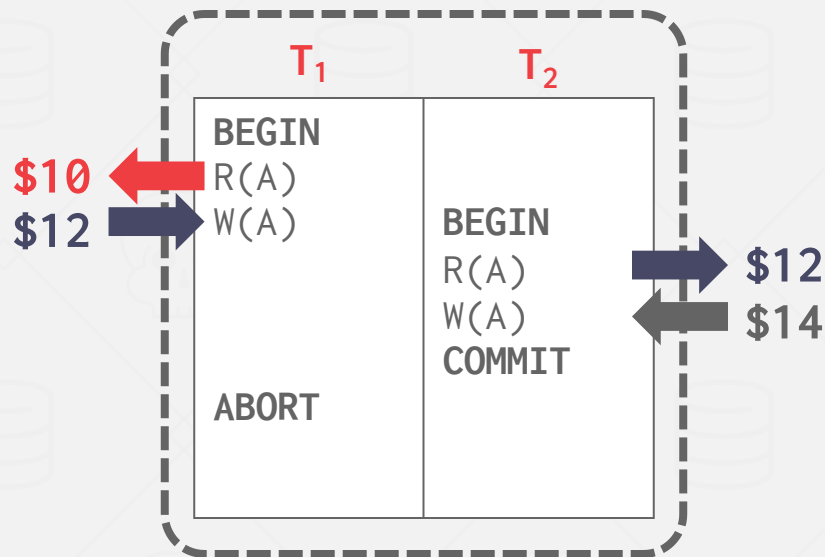 T₁ T₂
BEGIN
$10 R(A)
$12 W(A) BEGIN
R(A) $12
W(A) $14
COMMIT
ABORT